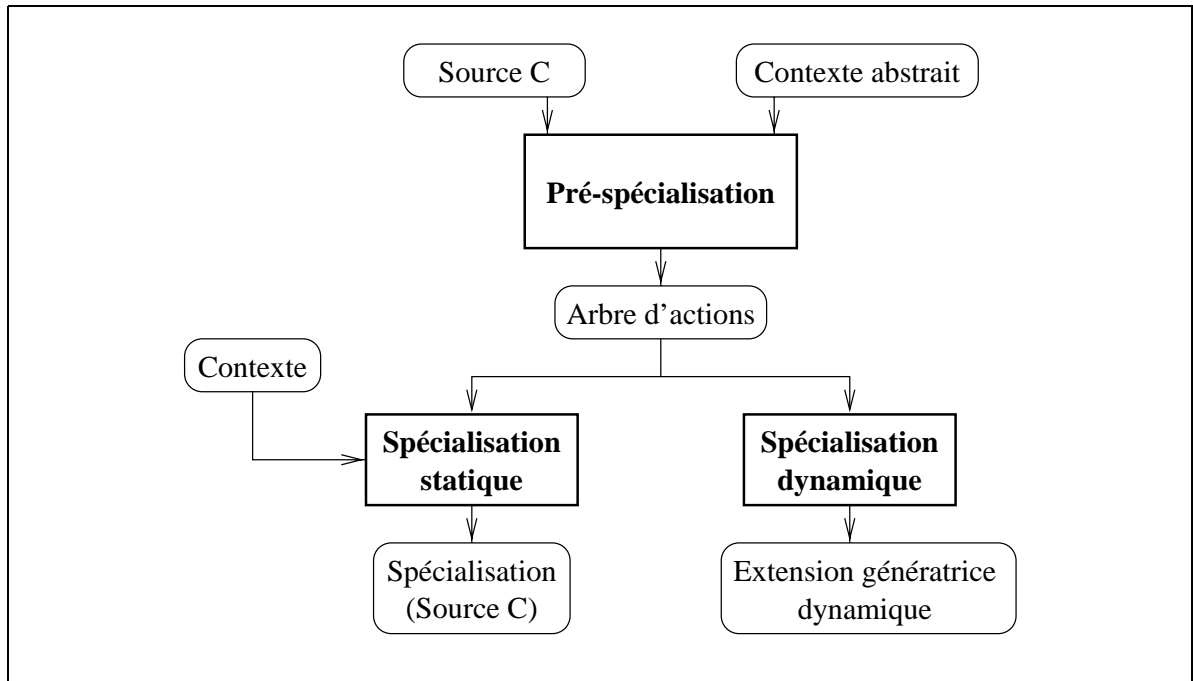 Source C
Contexte abstrait
Pré-spécialisation
Arbre d'actions
Contexte
Spécialisation
statique
Spécialisation
dynamique
Spécialisation
(Source C)
Extension génératrice
dynamique